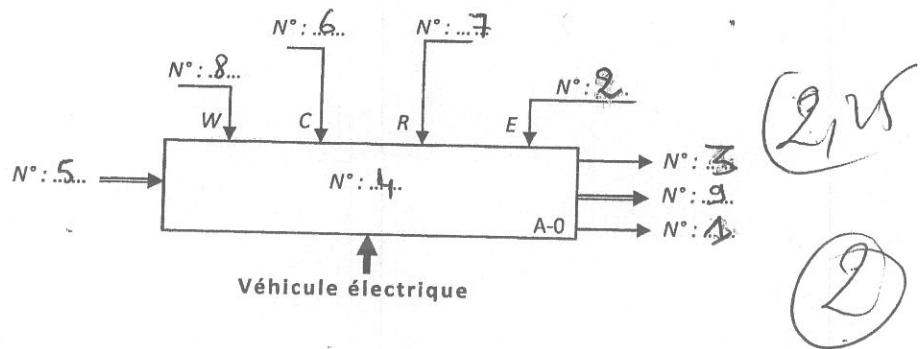 N° : 6
N° : 7
N° : 8
N° : 2
W C R E
N° : 5
N° : 4
N° : 3
N° : 9
N° : 1
A-0
Véhicule électrique
2,25
2